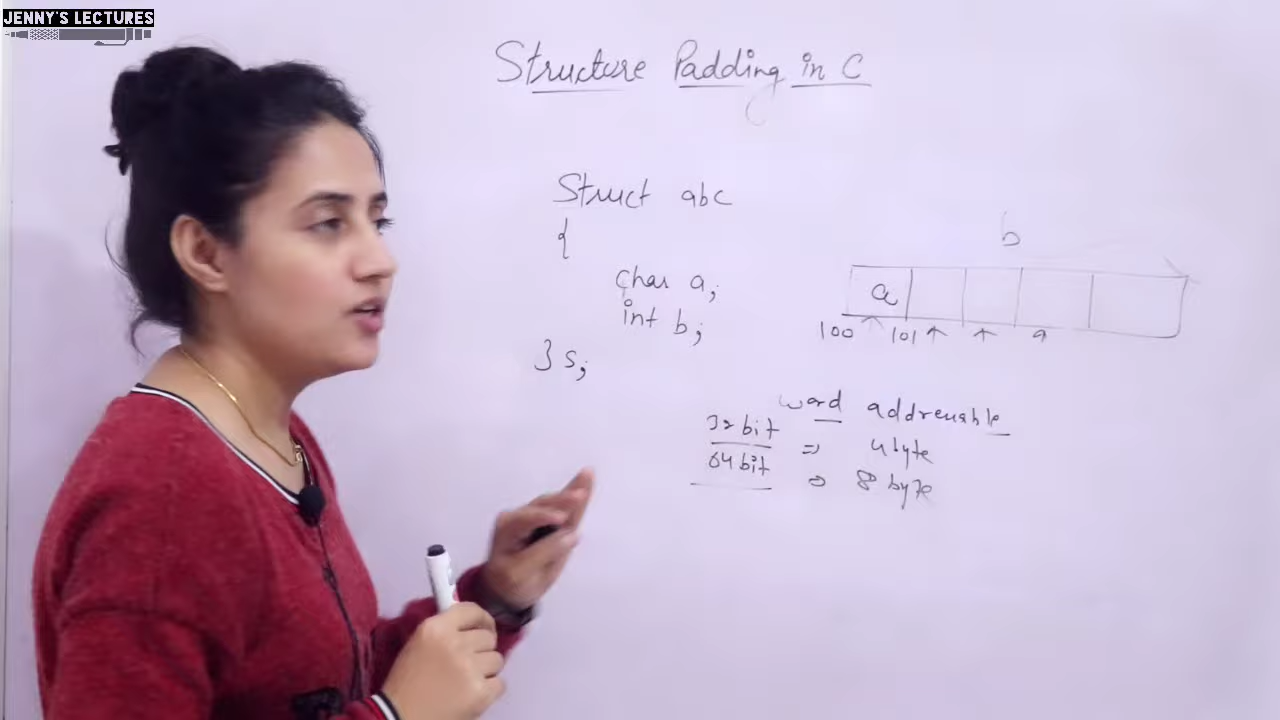 JENNY'S LECTURES
Structure Padding in C
Struct abc
{
char a;
int b;
} s;
b
a
100 101
word addressable
32 bit => 4 byte
64 bit => 8 byte